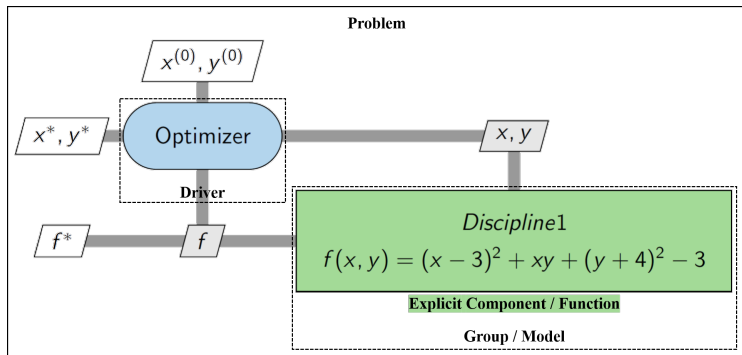 Problem
x⁽⁰⁾, y⁽⁰⁾
x*, y*
Optimizer
x, y
Driver
f*
f
Discipline1
f(x, y) = (x − 3)² + xy + (y + 4)² − 3
Explicit Component / Function
Group / Model